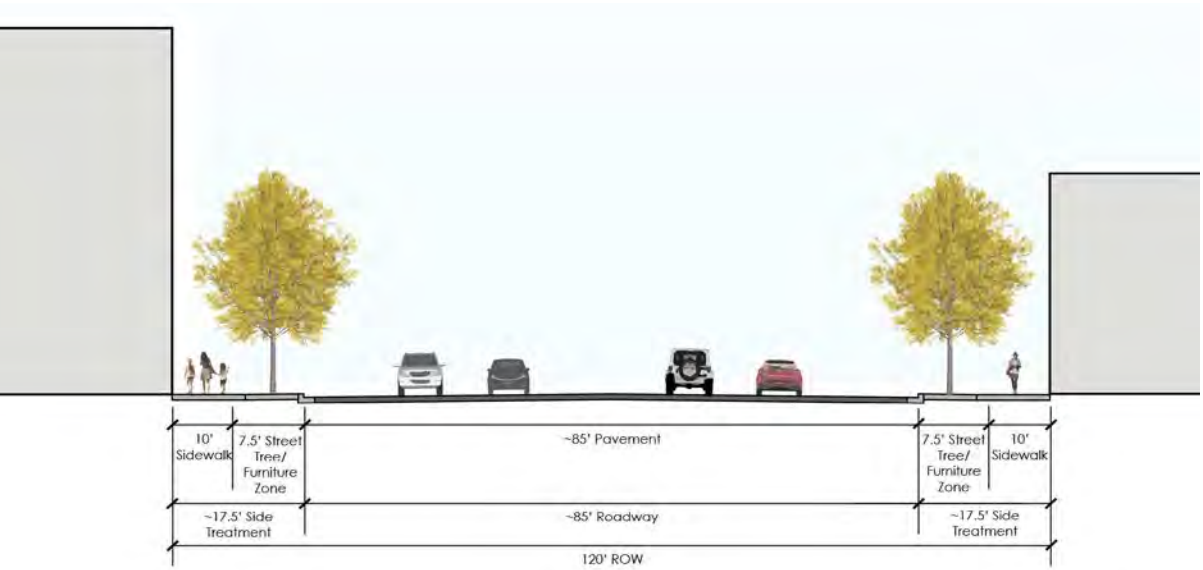 10'
Sidewalk
7.5' Street
Tree/
Furniture
Zone
~85' Pavement
7.5' Street
Tree/
Furniture
Zone
10'
Sidewalk
~17.5' Side
Treatment
~85' Roadway
~17.5' Side
Treatment
120' ROW